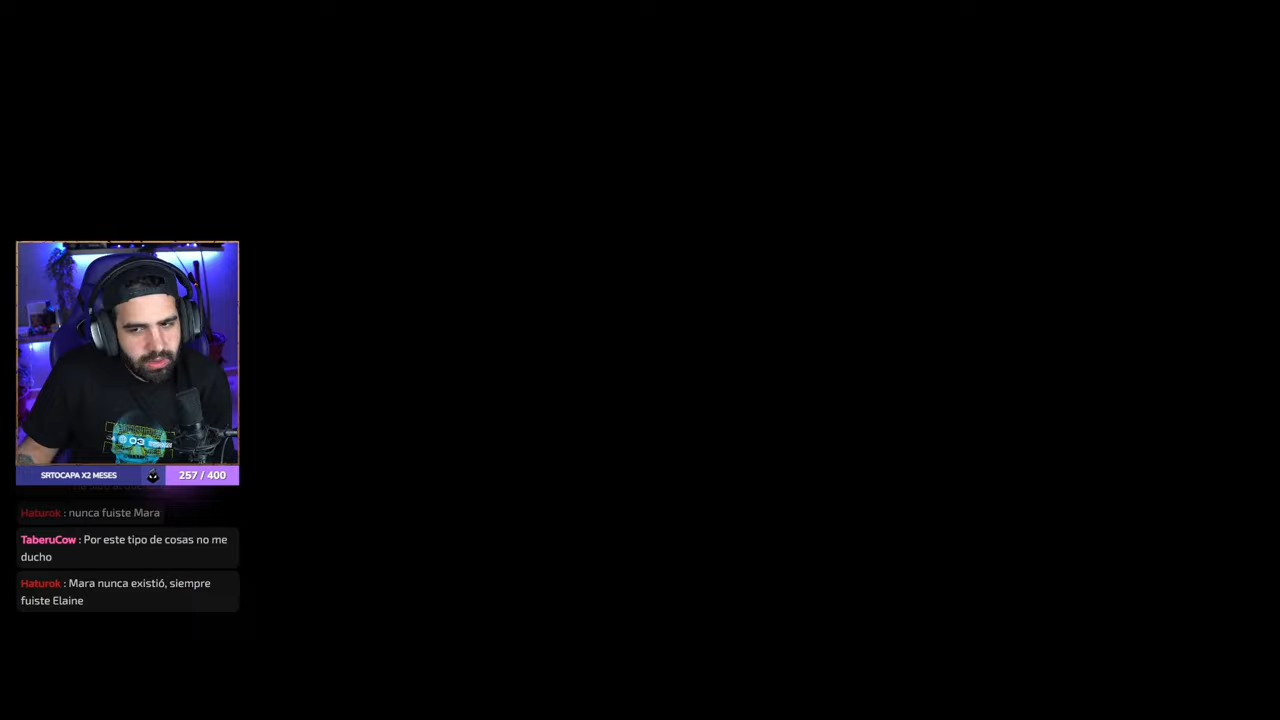 03
SRTOCAPA X2 MESES
257 / 400
Haturok : nunca fuiste Mara
TaberuCow : Por este tipo de cosas no me
ducho
Haturok : Mara nunca existió, siempre
fuiste Elaine